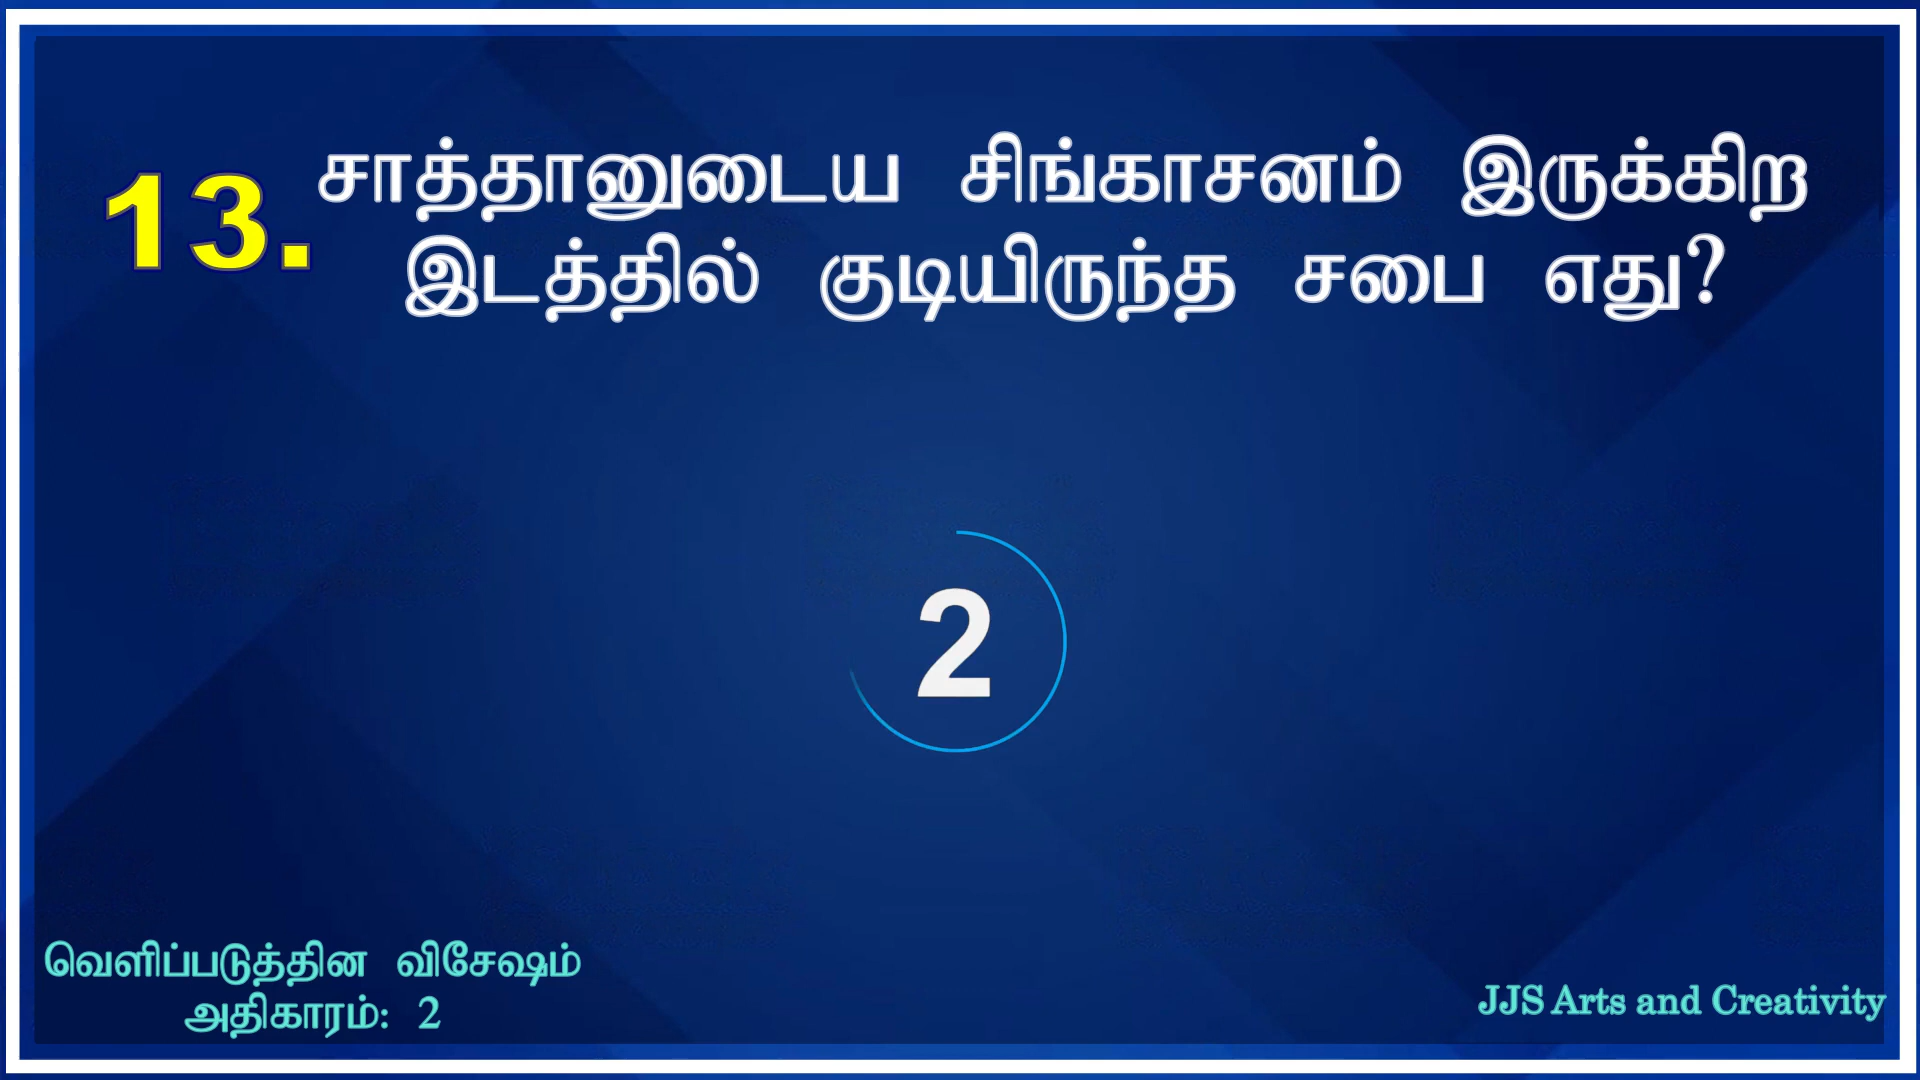 13. சாத்தானுடைய சிங்காசனம் இருக்கிற
இடத்தில் குடியிருந்த சபை எது?
2
வெளிப்படுத்தின விசேஷம்
அதிகாரம்: 2
JJS Arts and Creativity